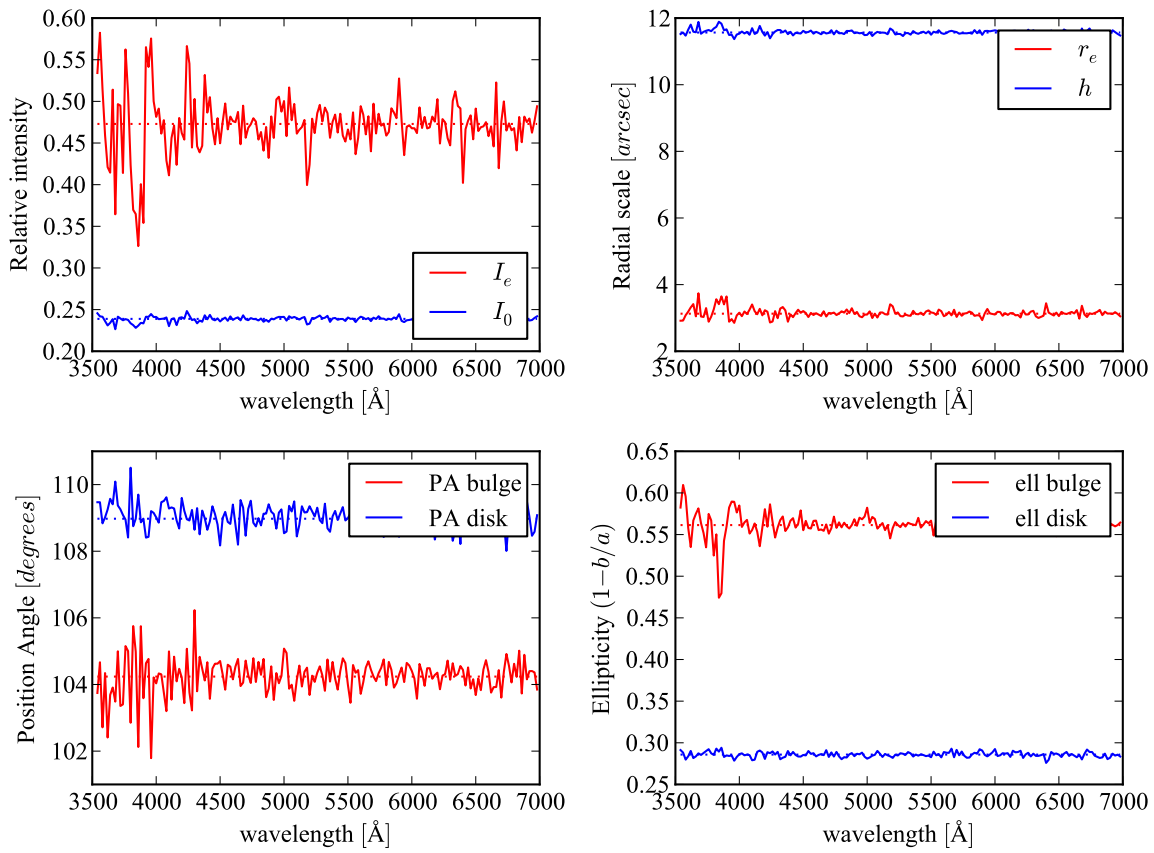 0.60
0.55
0.50
0.45
0.40
0.35
0.30
0.25
0.20
Relative intensity
I_e
I_0
3500 4000 4500 5000 5500 6000 6500 7000
wavelength [Å]
12
10
8
6
4
2
Radial scale [arcsec]
r_e
h
3500 4000 4500 5000 5500 6000 6500 7000
wavelength [Å]
110
108
106
104
102
Position Angle [degrees]
PA bulge
PA disk
3500 4000 4500 5000 5500 6000 6500 7000
wavelength [Å]
0.65
0.60
0.55
0.50
0.45
0.40
0.35
0.30
0.25
Ellipticity (1−b/a)
ell bulge
ell disk
3500 4000 4500 5000 5500 6000 6500 7000
wavelength [Å]